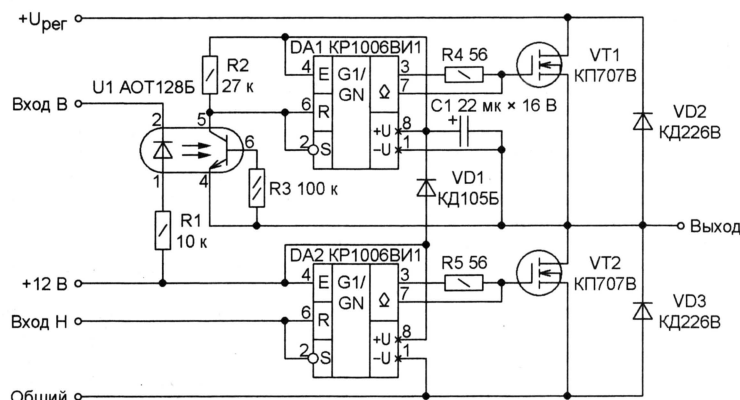 +Uрег
DA1 КР1006ВИ1
R2
27 к
U1 АОТ128Б
Вход В
4
E
G1/
GN
3
7
6
R
2
S
+U
−U
8
1
R4 56
VT1
КП707В
C1 22 мк × 16 В
+
VD2
КД226В
2
5
6
1
4
R3 100 к
VD1
КД105Б
R1
10 к
Выход
DA2 КР1006ВИ1
+12 В
Вход Н
4
E
G1/
GN
3
7
6
R
2
S
+U
−U
8
1
R5 56
VT2
КП707В
VD3
КД226В
Общий